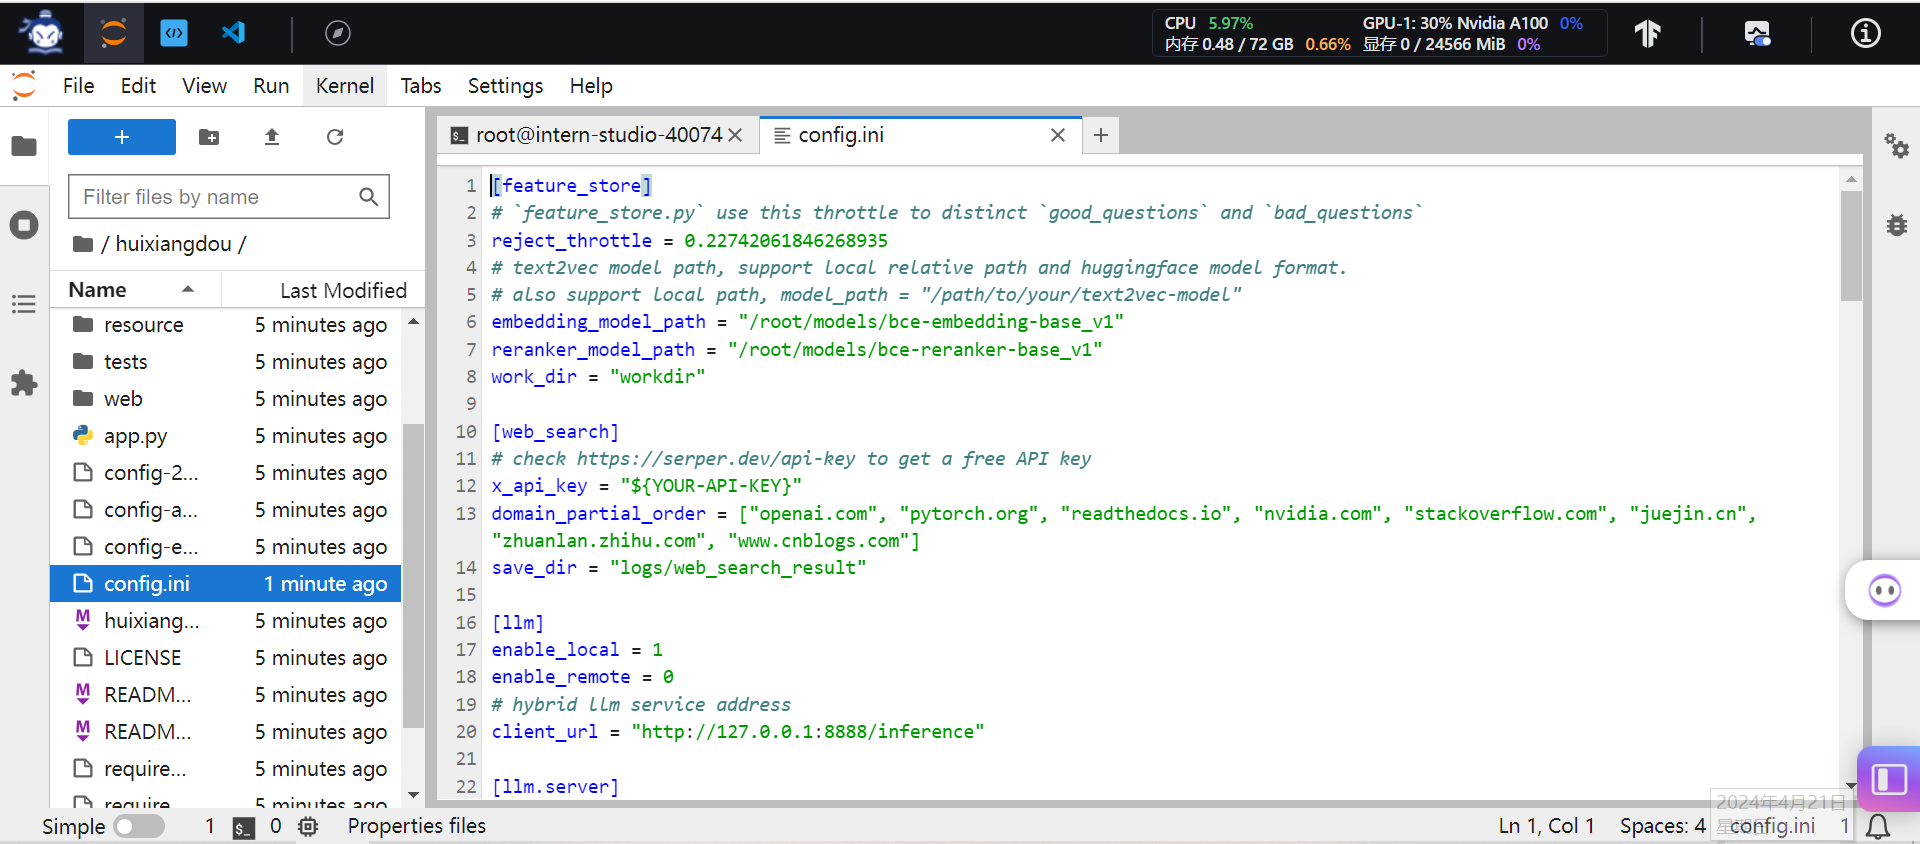 CPU 5.97% GPU-1: 30% Nvidia A100 0%
内存 0.48 / 72 GB 0.66% 显存 0 / 24566 MiB 0%
File Edit View Run Kernel Tabs Settings Help
root@intern-studio-40074
config.ini
Filter files by name
/ huixiangdou /
Name Last Modified
resource 5 minutes ago
tests 5 minutes ago
web 5 minutes ago
app.py 5 minutes ago
config-2... 5 minutes ago
config-a... 5 minutes ago
config-e... 5 minutes ago
config.ini 1 minute ago
huixiang... 5 minutes ago
LICENSE 5 minutes ago
READM... 5 minutes ago
READM... 5 minutes ago
require... 5 minutes ago
require 5 minutes ago
1 [feature_store]
2 # `feature_store.py` use this throttle to distinct `good_questions` and `bad_questions`
3 reject_throttle = 0.22742061846268935
4 # text2vec model path, support local relative path and huggingface model format.
5 # also support local path, model_path = "/path/to/your/text2vec-model"
6 embedding_model_path = "/root/models/bce-embedding-base_v1"
7 reranker_model_path = "/root/models/bce-reranker-base_v1"
8 work_dir = "workdir"
9
10 [web_search]
11 # check https://serper.dev/api-key to get a free API key
12 x_api_key = "${YOUR-API-KEY}"
13 domain_partial_order = ["openai.com", "pytorch.org", "readthedocs.io", "nvidia.com", "stackoverflow.com", "juejin.cn",
"zhuanlan.zhihu.com", "www.cnblogs.com"]
14 save_dir = "logs/web_search_result"
15
16 [llm]
17 enable_local = 1
18 enable_remote = 0
19 # hybrid llm service address
20 client_url = "http://127.0.0.1:8888/inference"
21
22 [llm.server]
2024年4月21日
Simple 1 0 Properties files Ln 1, Col 1 Spaces: 4 config.ini 1